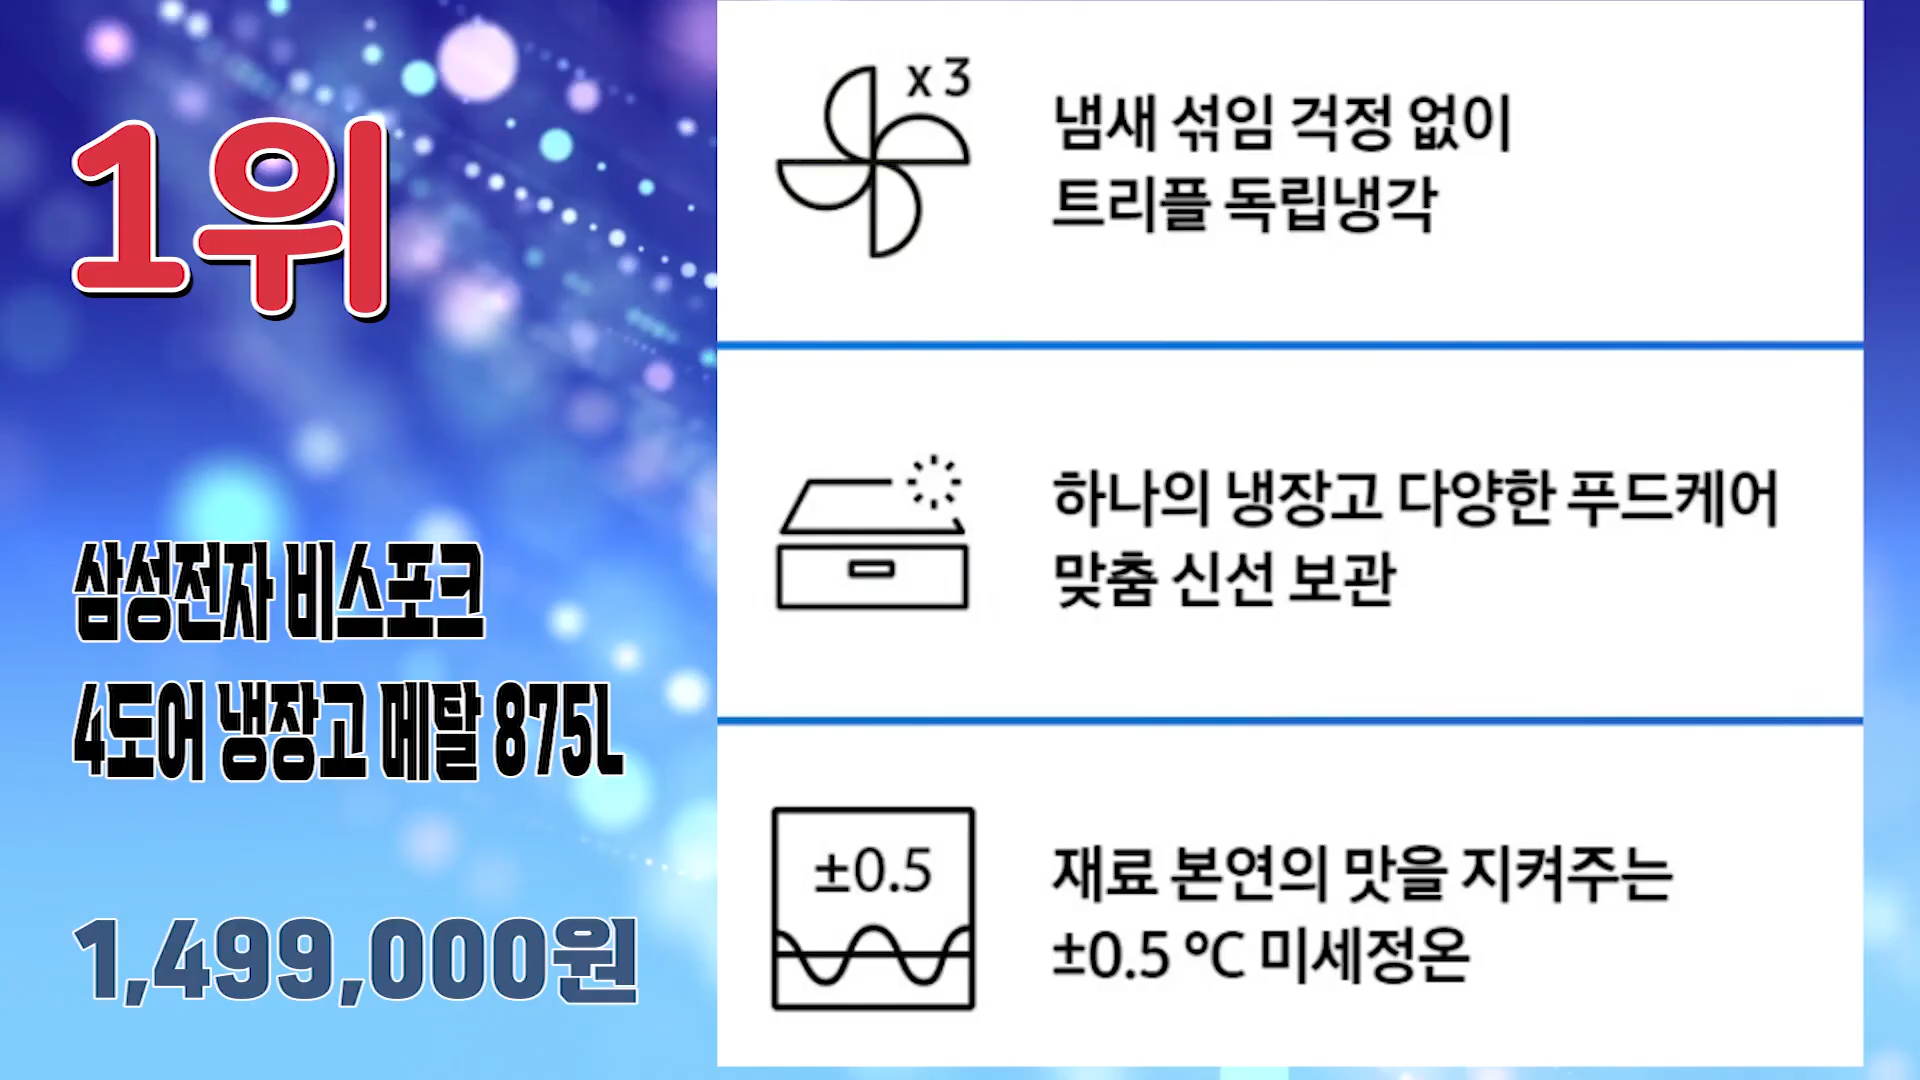 1위
삼성전자 비스포크
4도어 냉장고 메탈 875L
1,499,000원
x 3
냄새 섞임 걱정 없이
트리플 독립냉각
하나의 냉장고 다양한 푸드케어
맞춤 신선 보관
±0.5
재료 본연의 맛을 지켜주는
±0.5 ℃ 미세정온